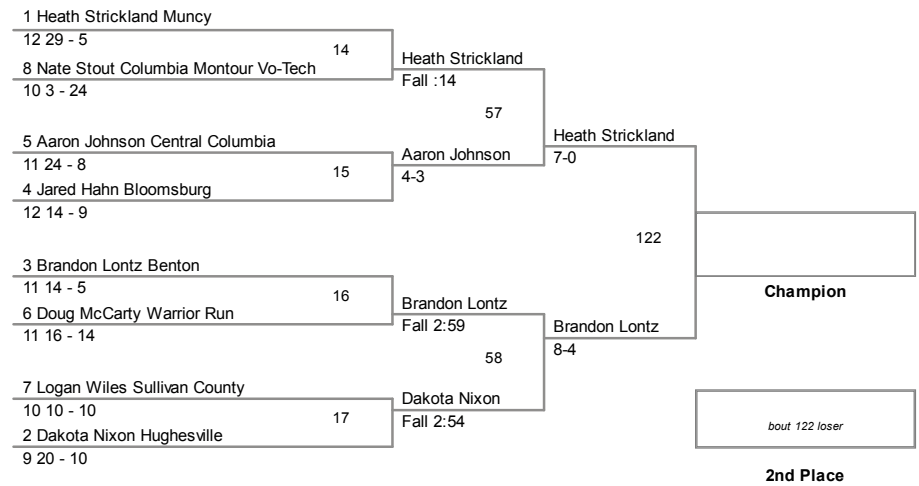 1 Heath Strickland Muncy
12 29 - 5
14
8 Nate Stout Columbia Montour Vo-Tech
10 3 - 24
Heath Strickland
Fall :14
57
5 Aaron Johnson Central Columbia
11 24 - 8
15
4 Jared Hahn Bloomsburg
12 14 - 9
Aaron Johnson
4-3
Heath Strickland
7-0
122
3 Brandon Lontz Benton
11 14 - 5
16
6 Doug McCarty Warrior Run
11 16 - 14
Brandon Lontz
Fall 2:59
58
7 Logan Wiles Sullivan County
10 10 - 10
17
2 Dakota Nixon Hughesville
9 20 - 10
Dakota Nixon
Fall 2:54
Brandon Lontz
8-4
Champion
bout 122 loser
2nd Place